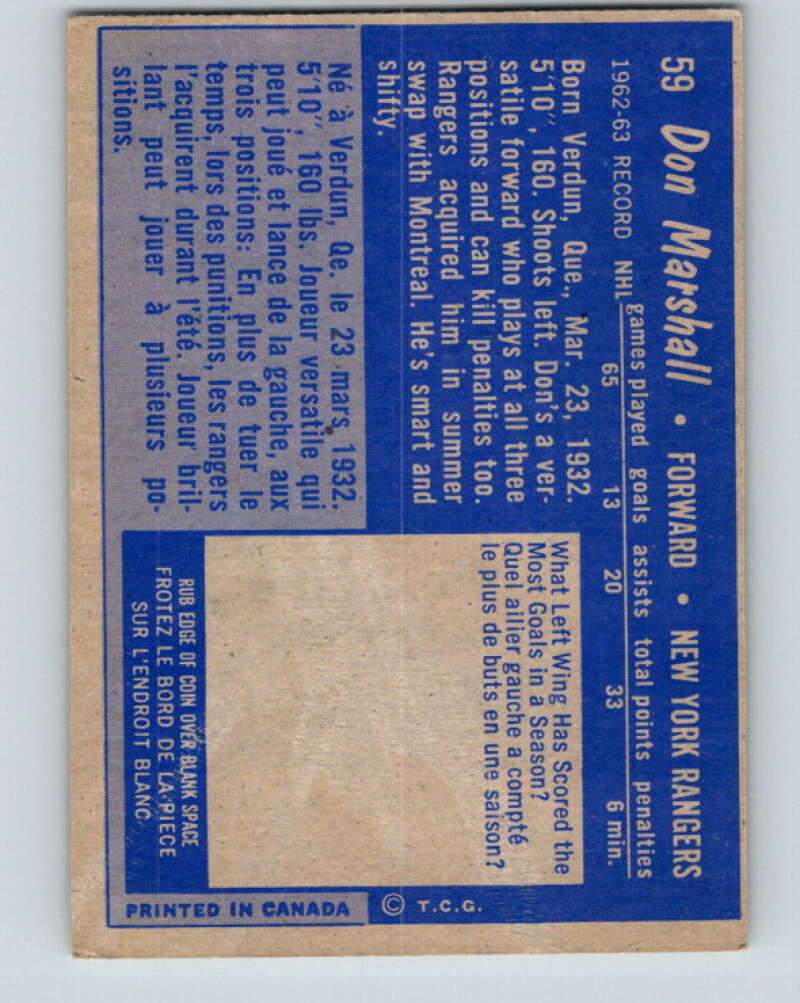 59 Don Marshall • FORWARD • NEW YORK RANGERS
games played goals assists total points penalties
1962-63 RECORD NHL 65 13 20 33 6 min.
Born Verdun, Que., Mar. 23, 1932.
5'10", 160. Shoots left. Don's a ver-
satile forward who plays at all three
positions and can kill penalties too.
Rangers acquired him in summer
swap with Montreal. He's smart and
shifty.
Né à Verdun, Qe. le 23 mars, 1932.
5'10", 160 lbs. Joueur versatile qui
peut joué et lance de la gauche, aux
trois positions: En plus de tuer le
temps, lors des punitions, les rangers
l'acquirent durant l'été. Joueur bril-
lant peut jouer à plusieurs po-
sitions.
What Left Wing Has Scored the
Most Goals in a Season?
Quel ailier gauche a compté
le plus de buts en une saison?
RUB EDGE OF COIN OVER BLANK SPACE
FROTEZ LE BORD DE LA PIECE
SUR L'ENDROIT BLANC
PRINTED IN CANADA © T.C.G.